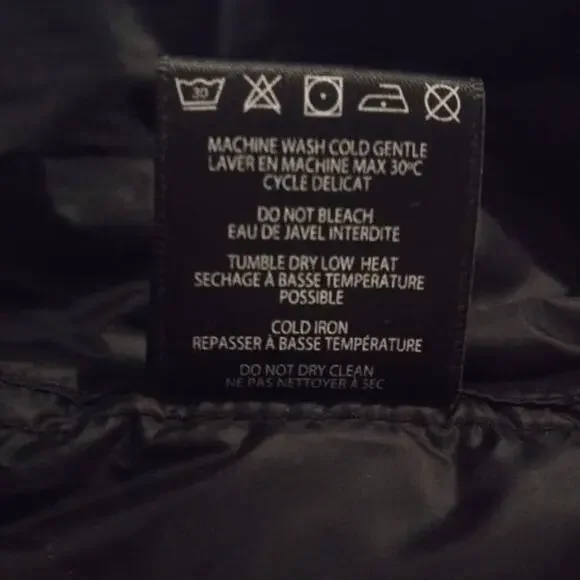 30
MACHINE WASH COLD GENTLE
LAVER EN MACHINE MAX 30ºC
CYCLE DELICAT
DO NOT BLEACH
EAU DE JAVEL INTERDITE
TUMBLE DRY LOW HEAT
SECHAGE À BASSE TEMPERATURE
POSSIBLE
COLD IRON
REPASSER À BASSE TEMPÉRATURE
DO NOT DRY CLEAN
NE PAS NETTOYER À SEC